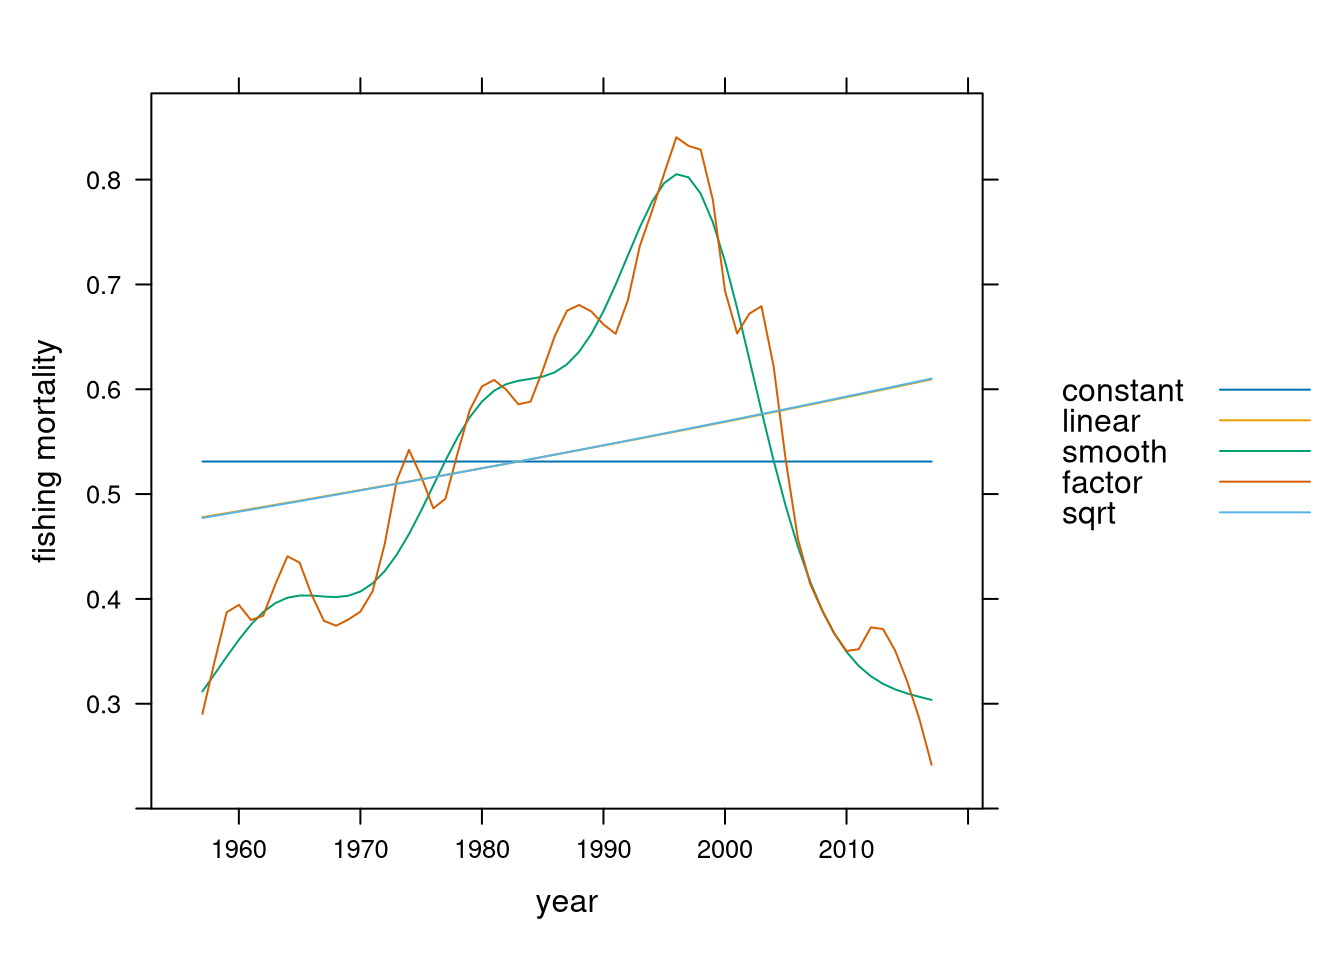 0.8
0.7
0.6
0.5
0.4
0.3
fishing mortality
1960 1970 1980 1990 2000 2010
year
constant
linear
smooth
factor
sqrt